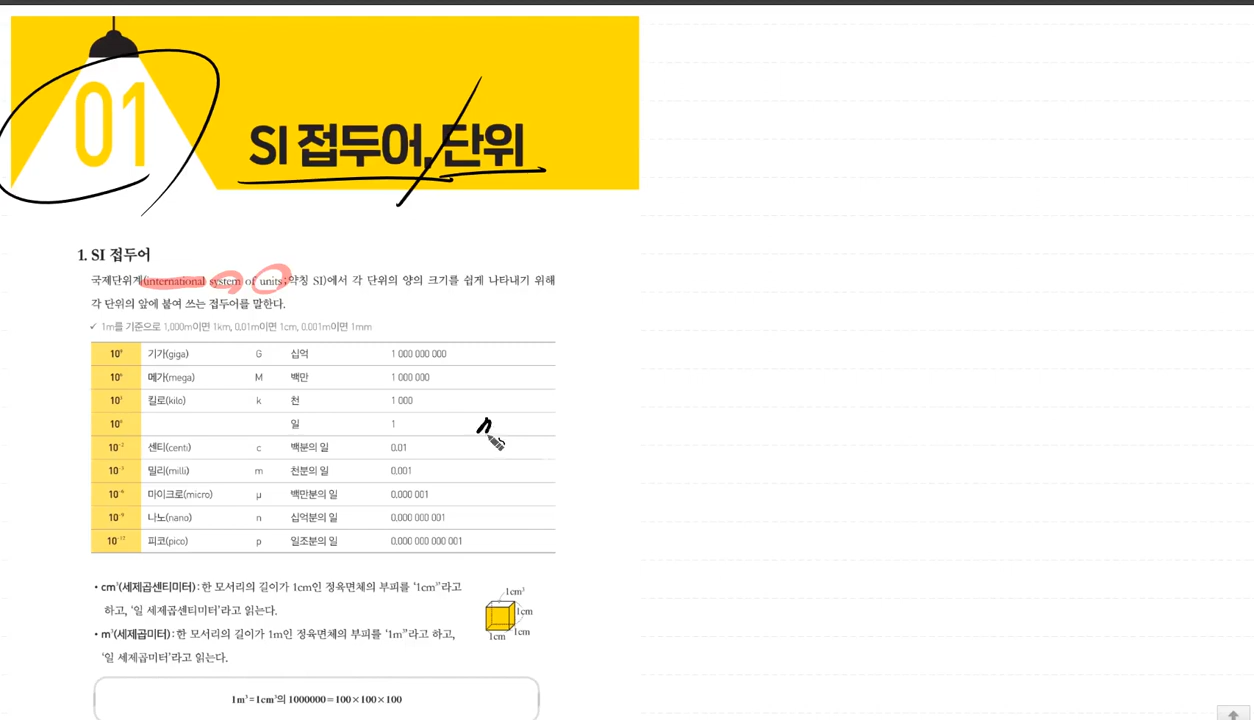 01
SI 접두어, 단위
1. SI 접두어
국제단위계(international system of units;약칭 SI)에서 각 단위의 양의 크기를 쉽게 나타내기 위해
각 단위의 앞에 붙여 쓰는 접두어를 말한다.
✓ 1m를 기준으로 1,000m이면 1km, 0.01m이면 1cm, 0.001m이면 1mm
10⁹ 기가(giga) G 십억 1 000 000 000
10⁶ 메가(mega) M 백만 1 000 000
10³ 킬로(kilo) k 천 1 000
10⁰ 일 1
10⁻² 센티(centi) c 백분의 일 0.01
10⁻³ 밀리(milli) m 천분의 일 0.001
10⁻⁶ 마이크로(micro) μ 백만분의 일 0.000 001
10⁻⁹ 나노(nano) n 십억분의 일 0.000 000 001
10⁻¹² 피코(pico) p 일조분의 일 0.000 000 000 001
• cm³(세제곱센티미터) : 한 모서리의 길이가 1cm인 정육면체의 부피를 '1cm³'라고
하고, '일 세제곱센티미터'라고 읽는다.
1cm³
1cm
1cm
1cm
• m³(세제곱미터) : 한 모서리의 길이가 1m인 정육면체의 부피를 '1m³'라고 하고,
'일 세제곱미터'라고 읽는다.
1m³=1cm³의 1000000=100×100×100